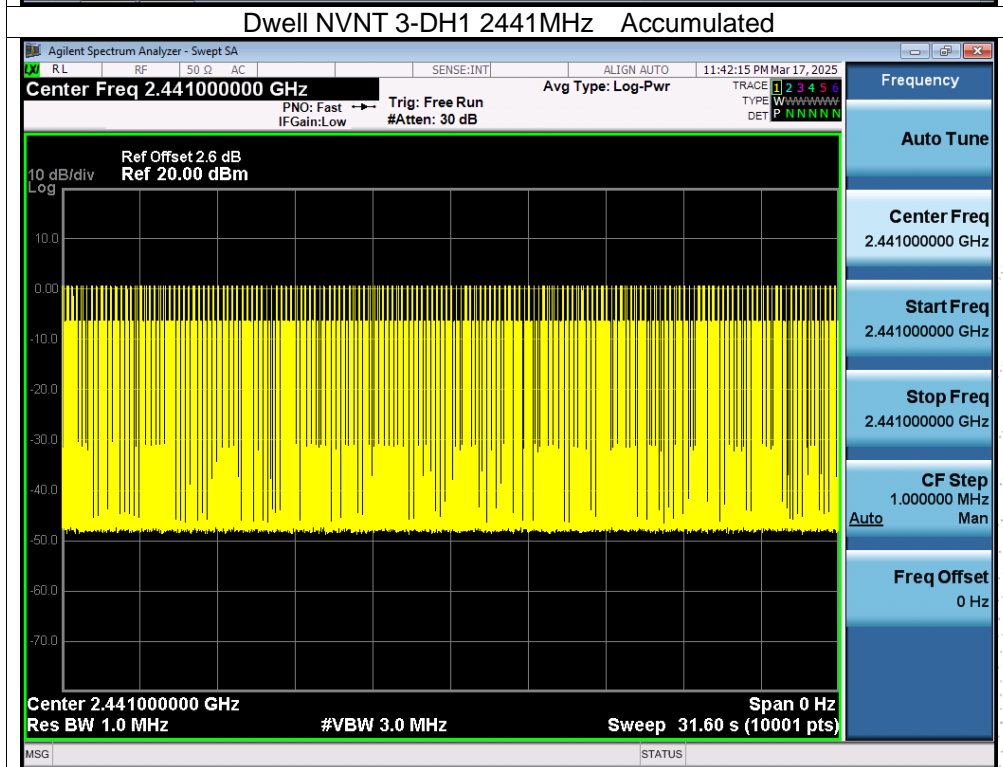 Dwell NVNT 3-DH1 2441MHz Accumulated
Agilent Spectrum Analyzer - Swept SA
LXI RL RF 50 Ω AC SENSE:INT ALIGN AUTO 11:42:15 PM Mar 17, 2025
Center Freq 2.441000000 GHz Avg Type: Log-Pwr TRACE 1 2 3 4 5 6
PNO: Fast Trig: Free Run TYPE WWWWWWW
IFGain:Low #Atten: 30 dB DET P N N N N N
Ref Offset 2.6 dB
10 dB/div Ref 20.00 dBm
Log
10.0
0.00
-10.0
-20.0
-30.0
-40.0
-50.0
-60.0
-70.0
Center 2.441000000 GHz Span 0 Hz
Res BW 1.0 MHz #VBW 3.0 MHz Sweep 31.60 s (10001 pts)
MSG STATUS
Frequency
Auto Tune
Center Freq
2.441000000 GHz
Start Freq
2.441000000 GHz
Stop Freq
2.441000000 GHz
CF Step
1.000000 MHz
Auto Man
Freq Offset
0 Hz